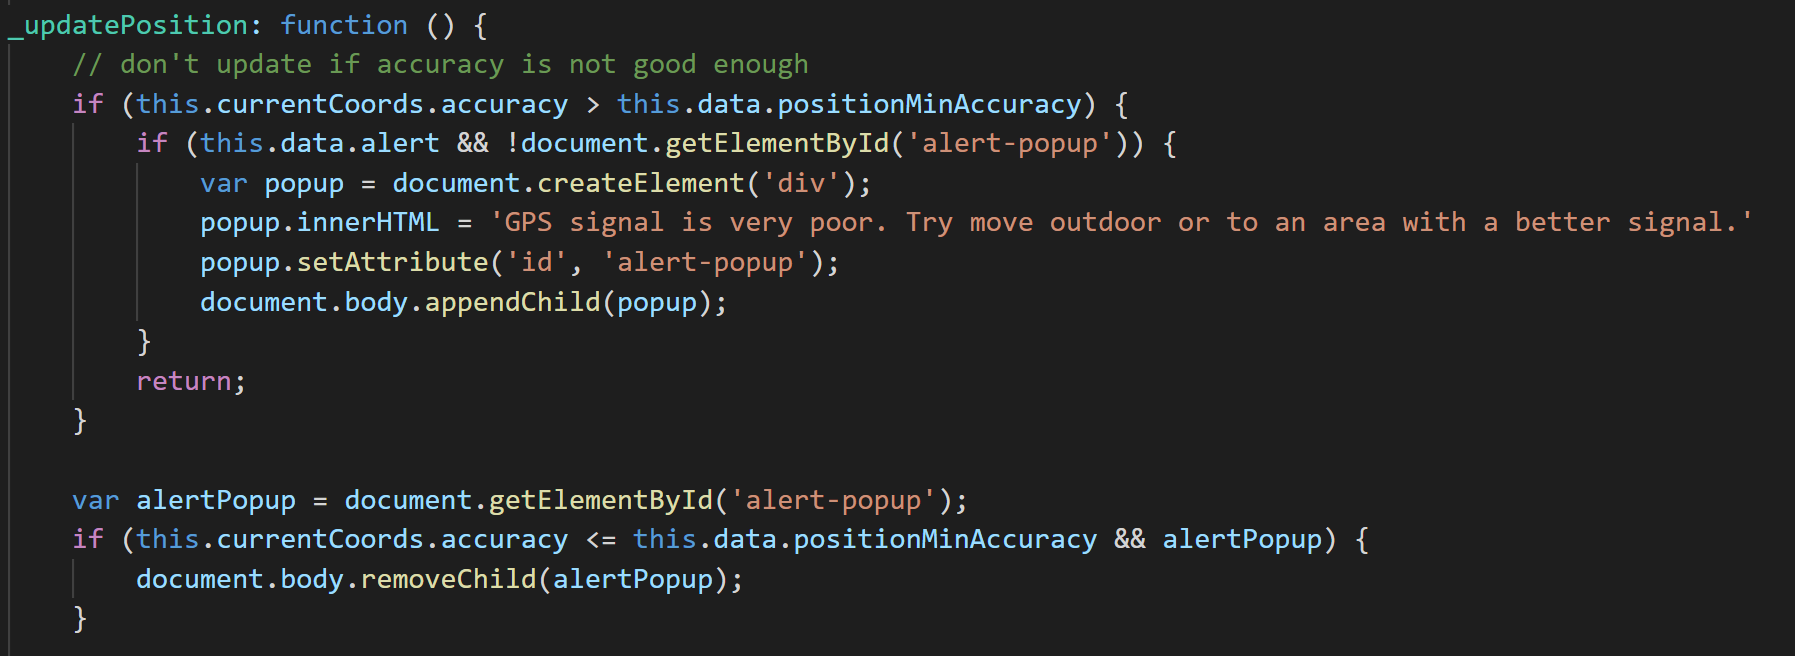 _updatePosition: function () {
    // don't update if accuracy is not good enough
    if (this.currentCoords.accuracy > this.data.positionMinAccuracy) {
        if (this.data.alert && !document.getElementById('alert-popup')) {
            var popup = document.createElement('div');
            popup.innerHTML = 'GPS signal is very poor. Try move outdoor or to an area with a better signal.'
            popup.setAttribute('id', 'alert-popup');
            document.body.appendChild(popup);
        }
        return;
    }

    var alertPopup = document.getElementById('alert-popup');
    if (this.currentCoords.accuracy <= this.data.positionMinAccuracy && alertPopup) {
        document.body.removeChild(alertPopup);
    }